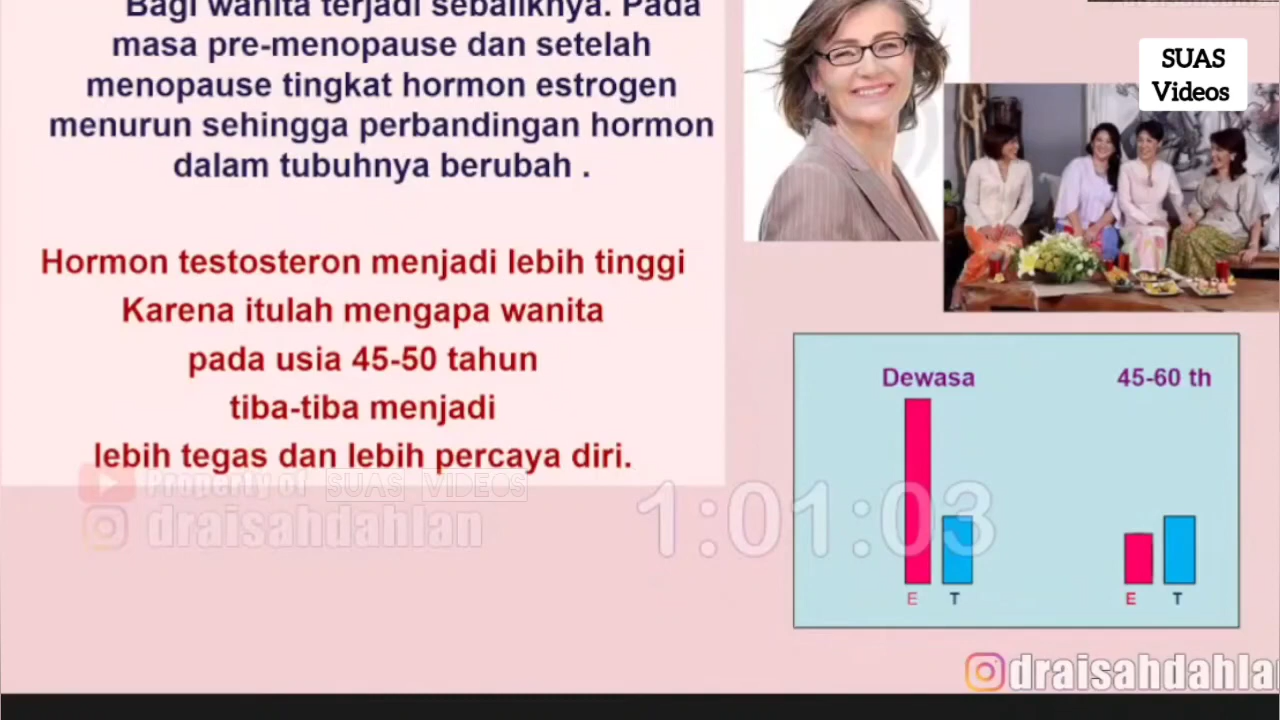 Bagi wanita terjadi sebaliknya. Pada
masa pre-menopause dan setelah
menopause tingkat hormon estrogen
menurun sehingga perbandingan hormon
dalam tubuhnya berubah .
Hormon testosteron menjadi lebih tinggi
Karena itulah mengapa wanita
pada usia 45-50 tahun
tiba-tiba menjadi
lebih tegas dan lebih percaya diri.
SUAS
Videos
Dewasa
45-60 th
E T
E T
Property of SUAS VIDEOS
draisahdahlan
1:01:03
draisahdahlan